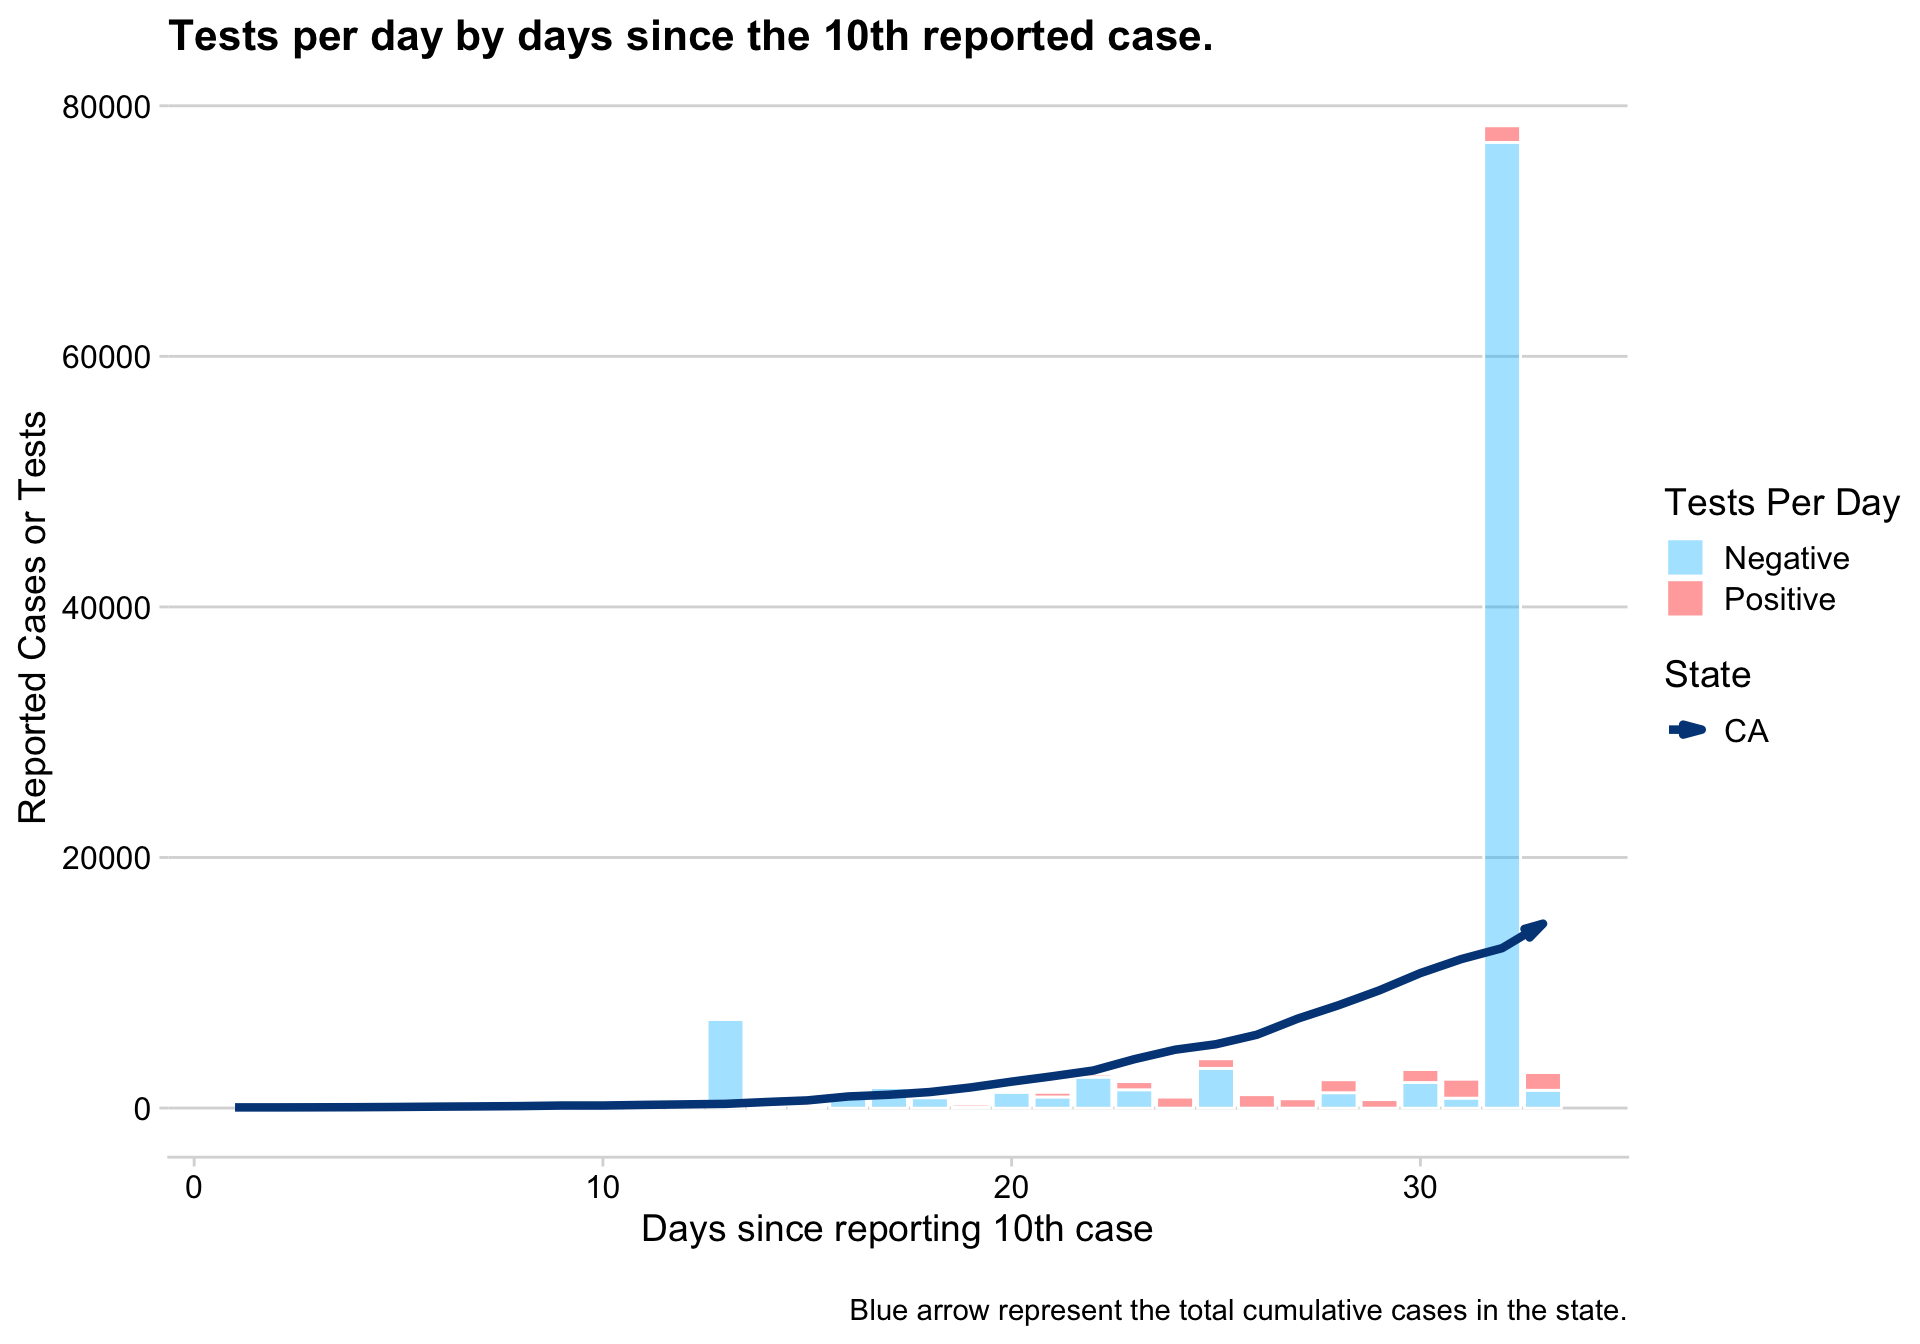 Tests per day by days since the 10th reported case.
80000
60000
40000
20000
0
Reported Cases or Tests
0 10 20 30
Days since reporting 10th case
Tests Per Day
Negative
Positive
State
CA
Blue arrow represent the total cumulative cases in the state.